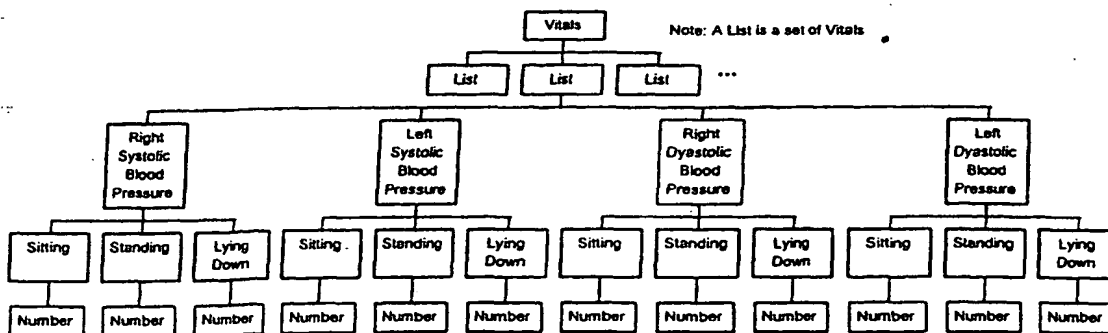 Vitals
Note: A List is a set of Vitals
List
List
List
...
Right
Systolic
Blood
Pressure
Left
Systolic
Blood
Pressure
Right
Dyastolic
Blood
Pressure
Left
Dyastolic
Blood
Pressure
Sitting
Standing
Lying
Down
Sitting
Standing
Lying
Down
Sitting
Standing
Lying
Down
Sitting
Standing
Lying
Down
Number
Number
Number
Number
Number
Number
Number
Number
Number
Number
Number
Number